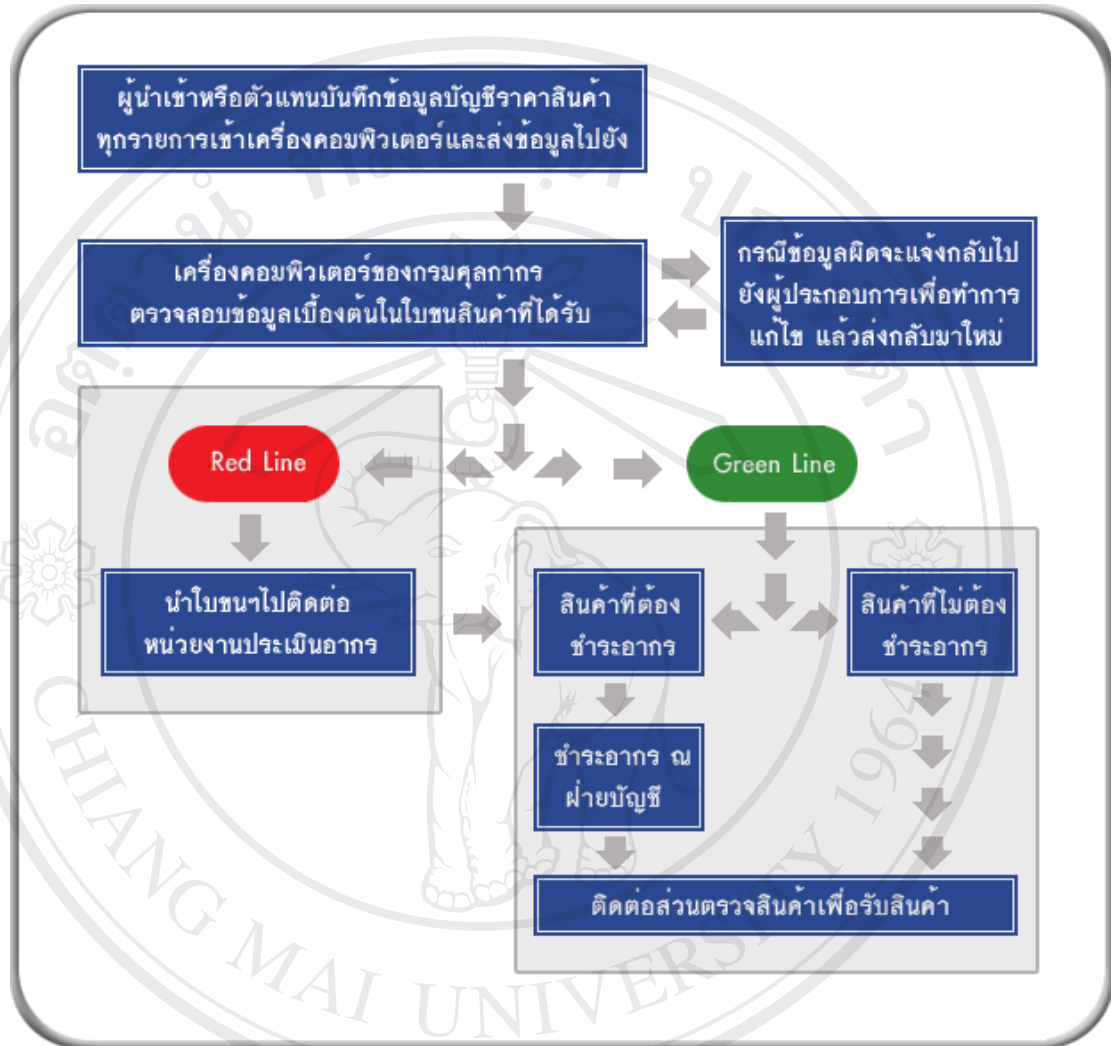 ผู้นำเข้าหรือตัวแทนบันทึกข้อมูลบัญชีราคาสินค้า
ทุกรายการเข้าเครื่องคอมพิวเตอร์และส่งข้อมูลไปยัง
เครื่องคอมพิวเตอร์ของกรมศุลกากร
ตรวจสอบข้อมูลเบื้องต้นในใบขนสินค้าที่ได้รับ
กรณีข้อมูลผิดจะแจ้งกลับไป
ยังผู้ประกอบการเพื่อทำการ
แก้ไข แล้วส่งกลับมาใหม่
Red Line
Green Line
นำใบขนฯไปติดต่อ
หน่วยงานประเมินอากร
สินค้าที่ต้อง
ชำระอากร
สินค้าที่ไม่ต้อง
ชำระอากร
ชำระอากร ณ
ฝ่ายบัญชี
ติดต่อส่วนตรวจสินค้าเพื่อรับสินค้า
CHIANG MAI UNIVERSITY 1964